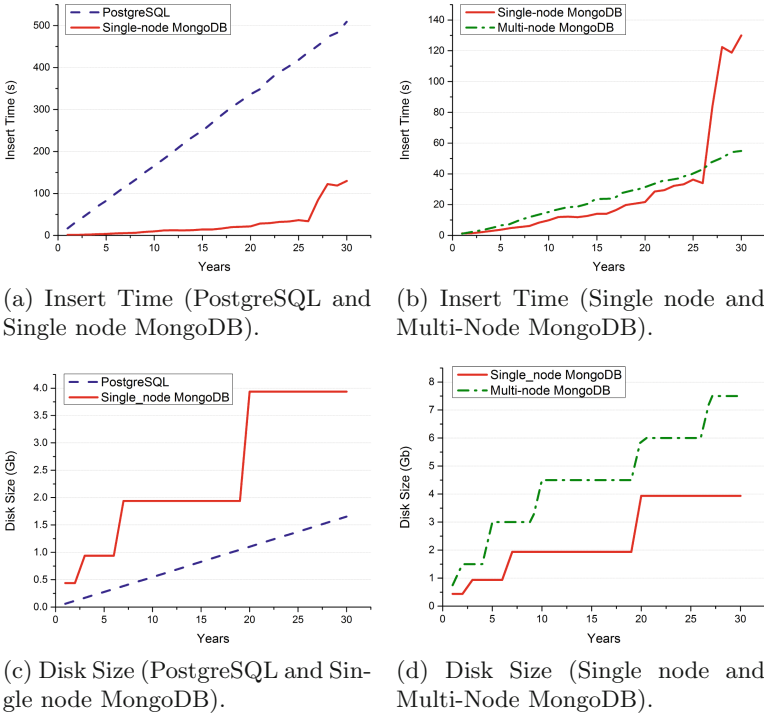 PostgreSQL
Single-node MongoDB
500
400
300
200
100
0
Insert Time (s)
0 5 10 15 20 25 30
Years
(a) Insert Time (PostgreSQL and
Single node MongoDB).
Single-node MongoDB
Multi-node MongoDB
140
120
100
80
60
40
20
0
Insert Time (s)
0 5 10 15 20 25 30
Years
(b) Insert Time (Single node and
Multi-Node MongoDB).
PostgreSQL
Single_node MongoDB
4.0
3.5
3.0
2.5
2.0
1.5
1.0
0.5
0.0
Disk Size (Gb)
0 5 10 15 20 25 30
Years
(c) Disk Size (PostgreSQL and Sin-
gle node MongoDB).
Single_node MongoDB
Multi-node MongoDB
8
7
6
5
4
3
2
1
0
Disk Size (Gb)
0 5 10 15 20 25 30
Years
(d) Disk Size (Single node and
Multi-Node MongoDB).